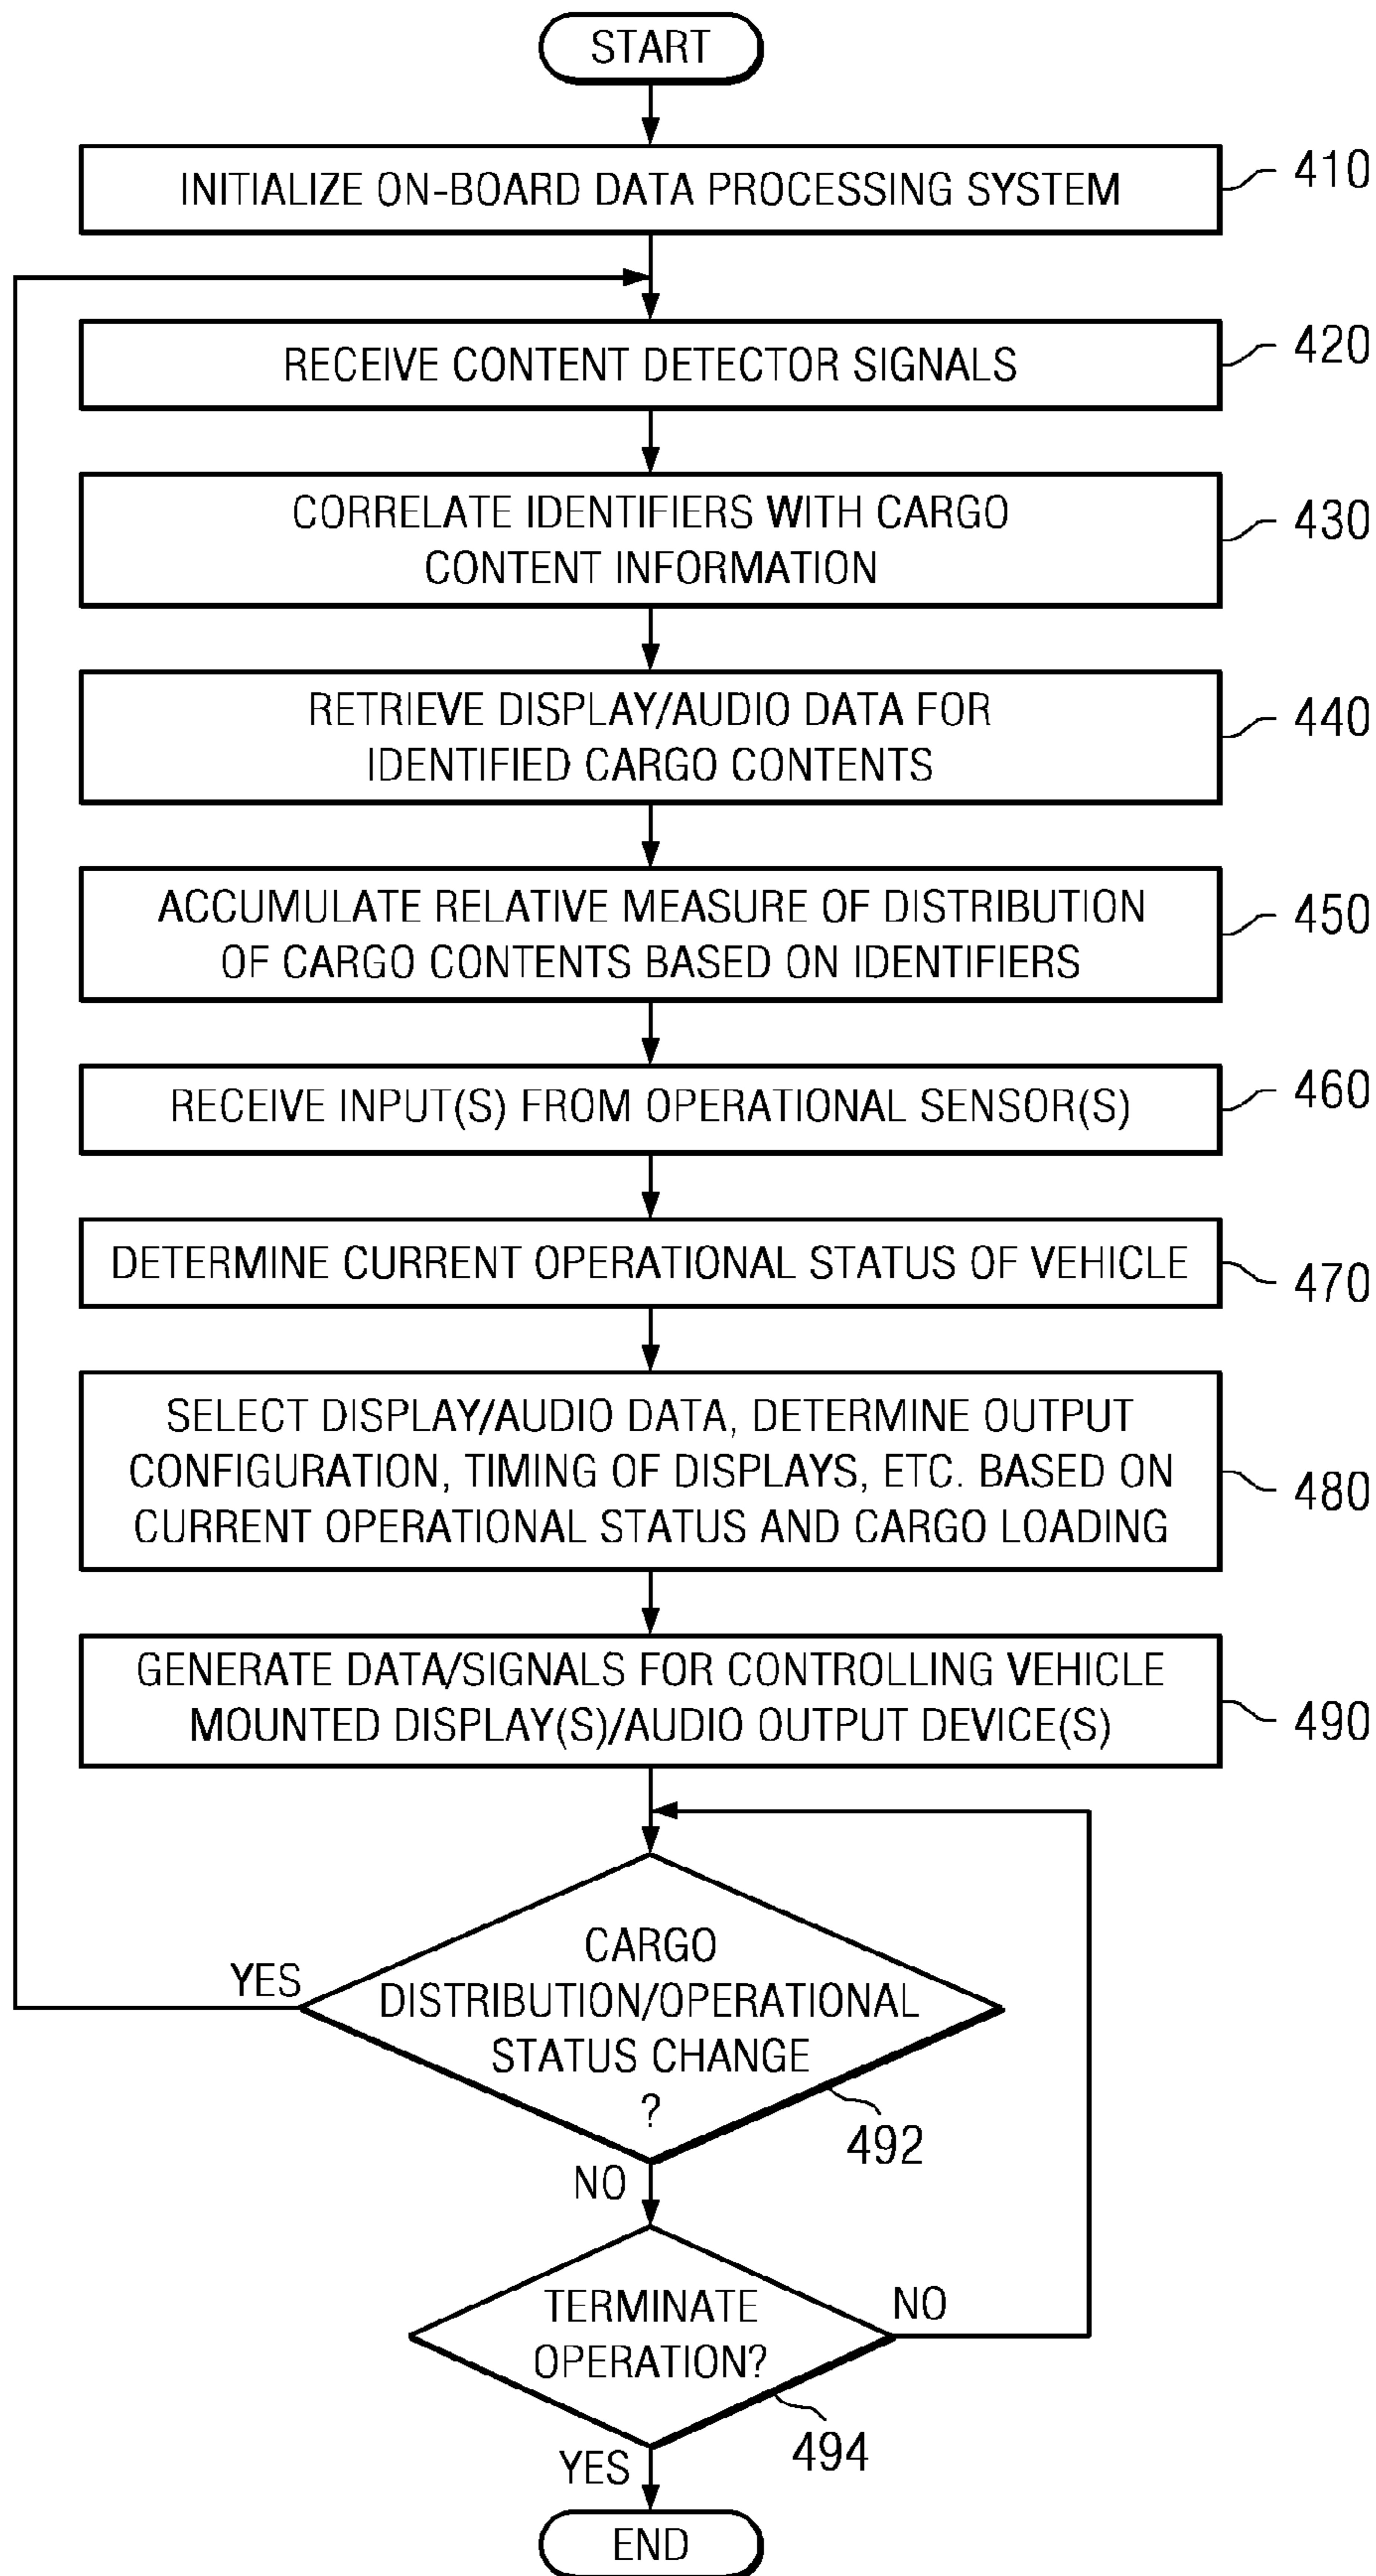 START
INITIALIZE ON-BOARD DATA PROCESSING SYSTEM
410
RECEIVE CONTENT DETECTOR SIGNALS
420
CORRELATE IDENTIFIERS WITH CARGO
CONTENT INFORMATION
430
RETRIEVE DISPLAY/AUDIO DATA FOR
IDENTIFIED CARGO CONTENTS
440
ACCUMULATE RELATIVE MEASURE OF DISTRIBUTION
OF CARGO CONTENTS BASED ON IDENTIFIERS
450
RECEIVE INPUT(S) FROM OPERATIONAL SENSOR(S)
460
DETERMINE CURRENT OPERATIONAL STATUS OF VEHICLE
470
SELECT DISPLAY/AUDIO DATA, DETERMINE OUTPUT
CONFIGURATION, TIMING OF DISPLAYS, ETC. BASED ON
CURRENT OPERATIONAL STATUS AND CARGO LOADING
480
GENERATE DATA/SIGNALS FOR CONTROLLING VEHICLE
MOUNTED DISPLAY(S)/AUDIO OUTPUT DEVICE(S)
490
YES
CARGO
DISTRIBUTION/OPERATIONAL
STATUS CHANGE
?
492
NO
TERMINATE
OPERATION?
NO
494
YES
END